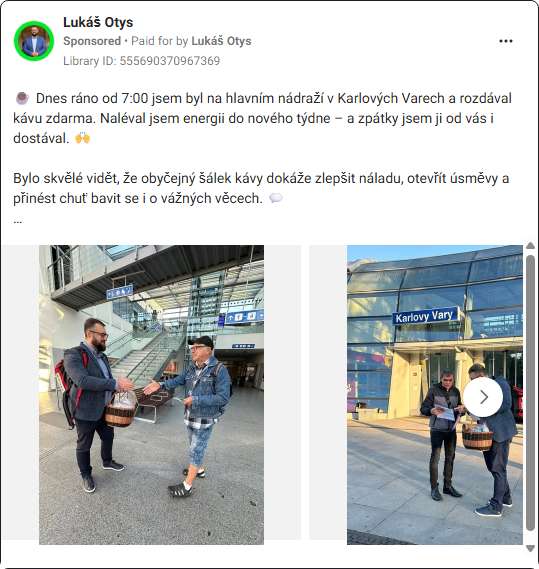 Lukáš Otys
Sponsored • Paid for by Lukáš Otys
Library ID: 555690370967369
Dnes ráno od 7:00 jsem byl na hlavním nádraží v Karlových Varech a rozdával
kávu zdarma. Naléval jsem energii do nového týdne – a zpátky jsem ji od vás i
dostával. 🙌
Bylo skvělé vidět, že obyčejný šálek kávy dokáže zlepšit náladu, otevřít úsměvy a
přinést chuť bavit se i o vážných věcech. 💬
...
Karlovy Vary